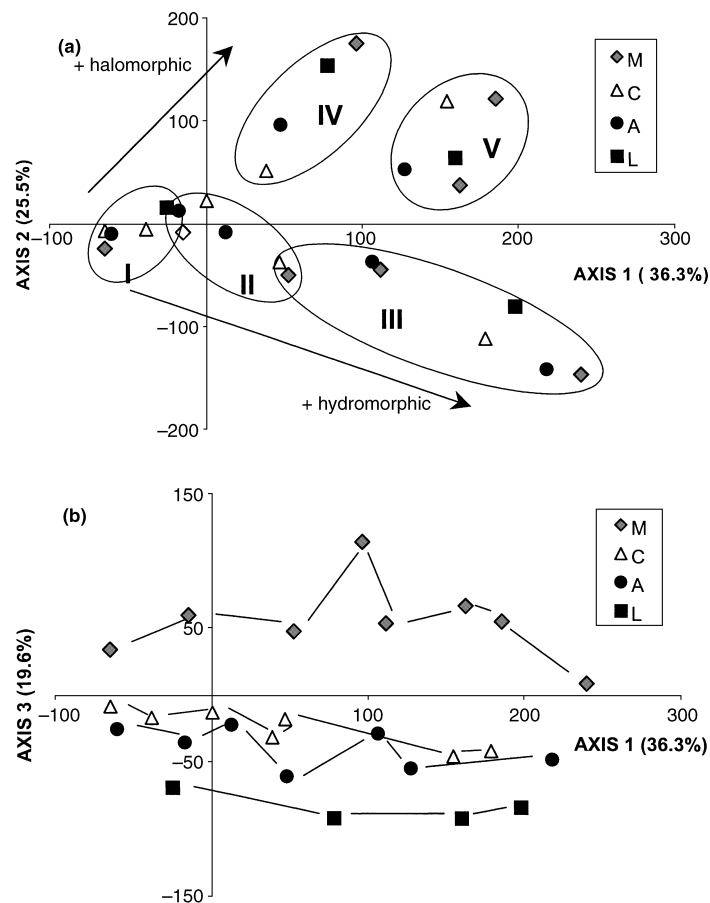 200
(a)
+ halomorphic
M
C
A
L
IV
100
V
AXIS 2 (25.5%)
−100
100
200
300
AXIS 1 ( 36.3%)
I
II
III
−100
+ hydromorphic
−200
150
(b)
M
C
A
L
50
AXIS 3 (19.6%)
−100
100
200
300
AXIS 1 (36.3%)
−50
−150